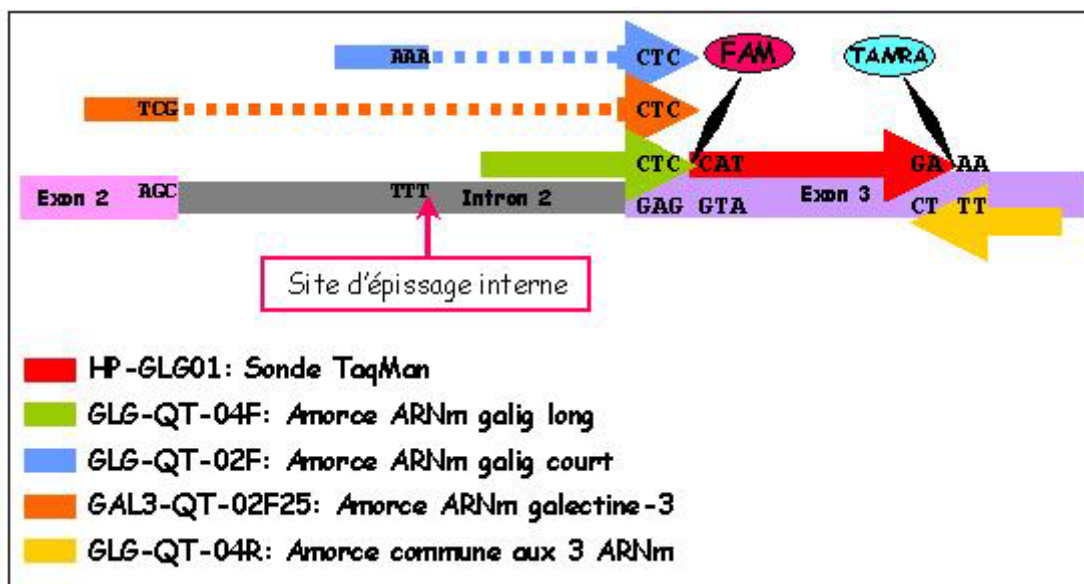 AAA CTC FAM TAMRA
TCG CTC
CTC CAT GA AA
Exon 2 AGC TTT Intron 2 GAG GTA Exon 3 CT TT
Site d'épissage interne
HP-GLG01: Sonde TaqMan
GLG-QT-04F: Amorce ARNm galig long
GLG-QT-02F: Amorce ARNm galig court
GAL3-QT-02F25: Amorce ARNm galectine-3
GLG-QT-04R: Amorce commune aux 3 ARNm